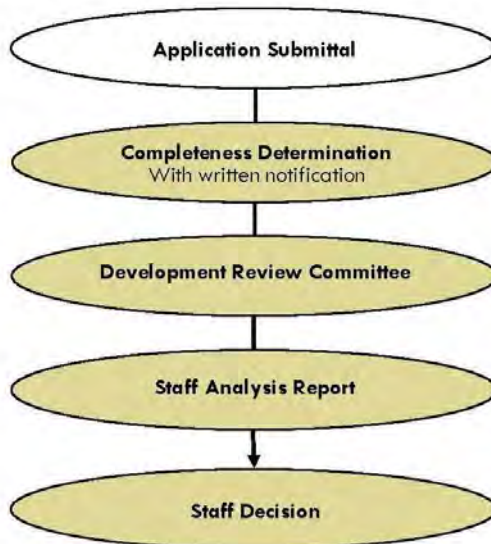 Application Submittal
Completeness Determination
With written notification
Development Review Committee
Staff Analysis Report
Staff Decision